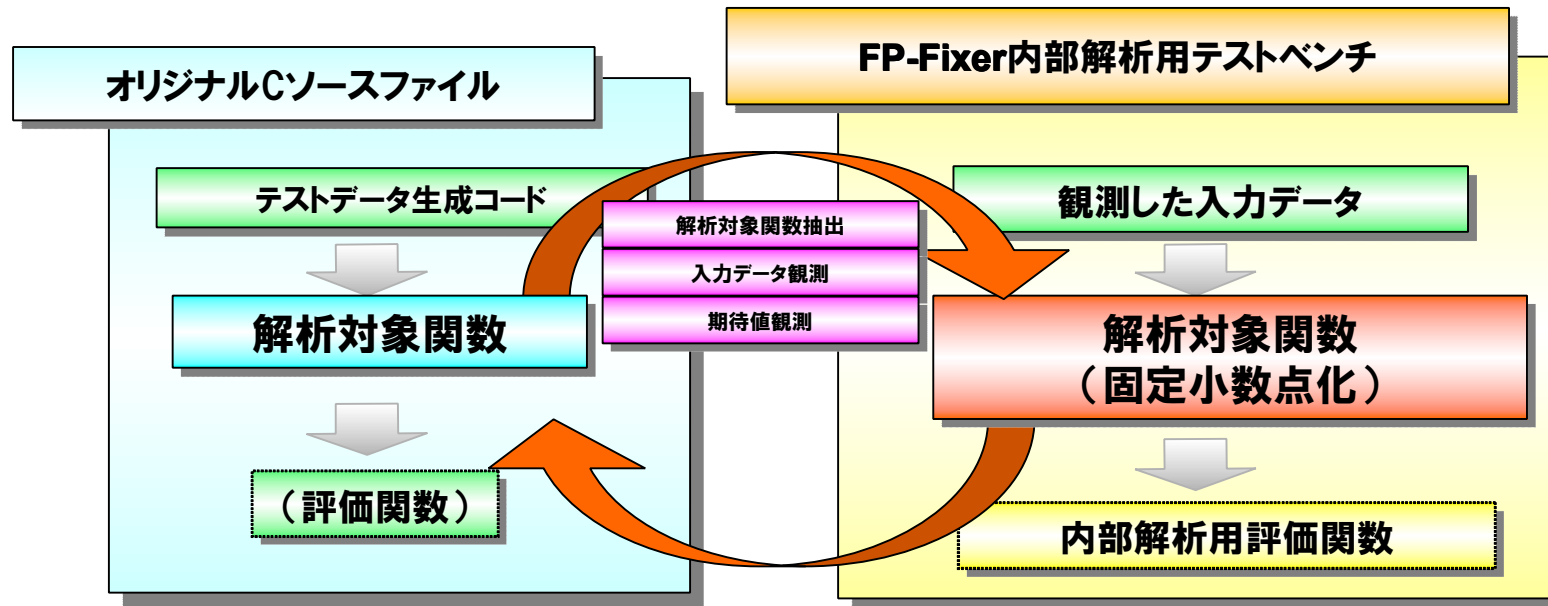 オリジナルCソースファイル
テストデータ生成コード
解析対象関数
（評価関数）
解析対象関数抽出
入力データ観測
期待値観測
FP-Fixer内部解析用テストベンチ
観測した入力データ
解析対象関数
（固定小数点化）
内部解析用評価関数